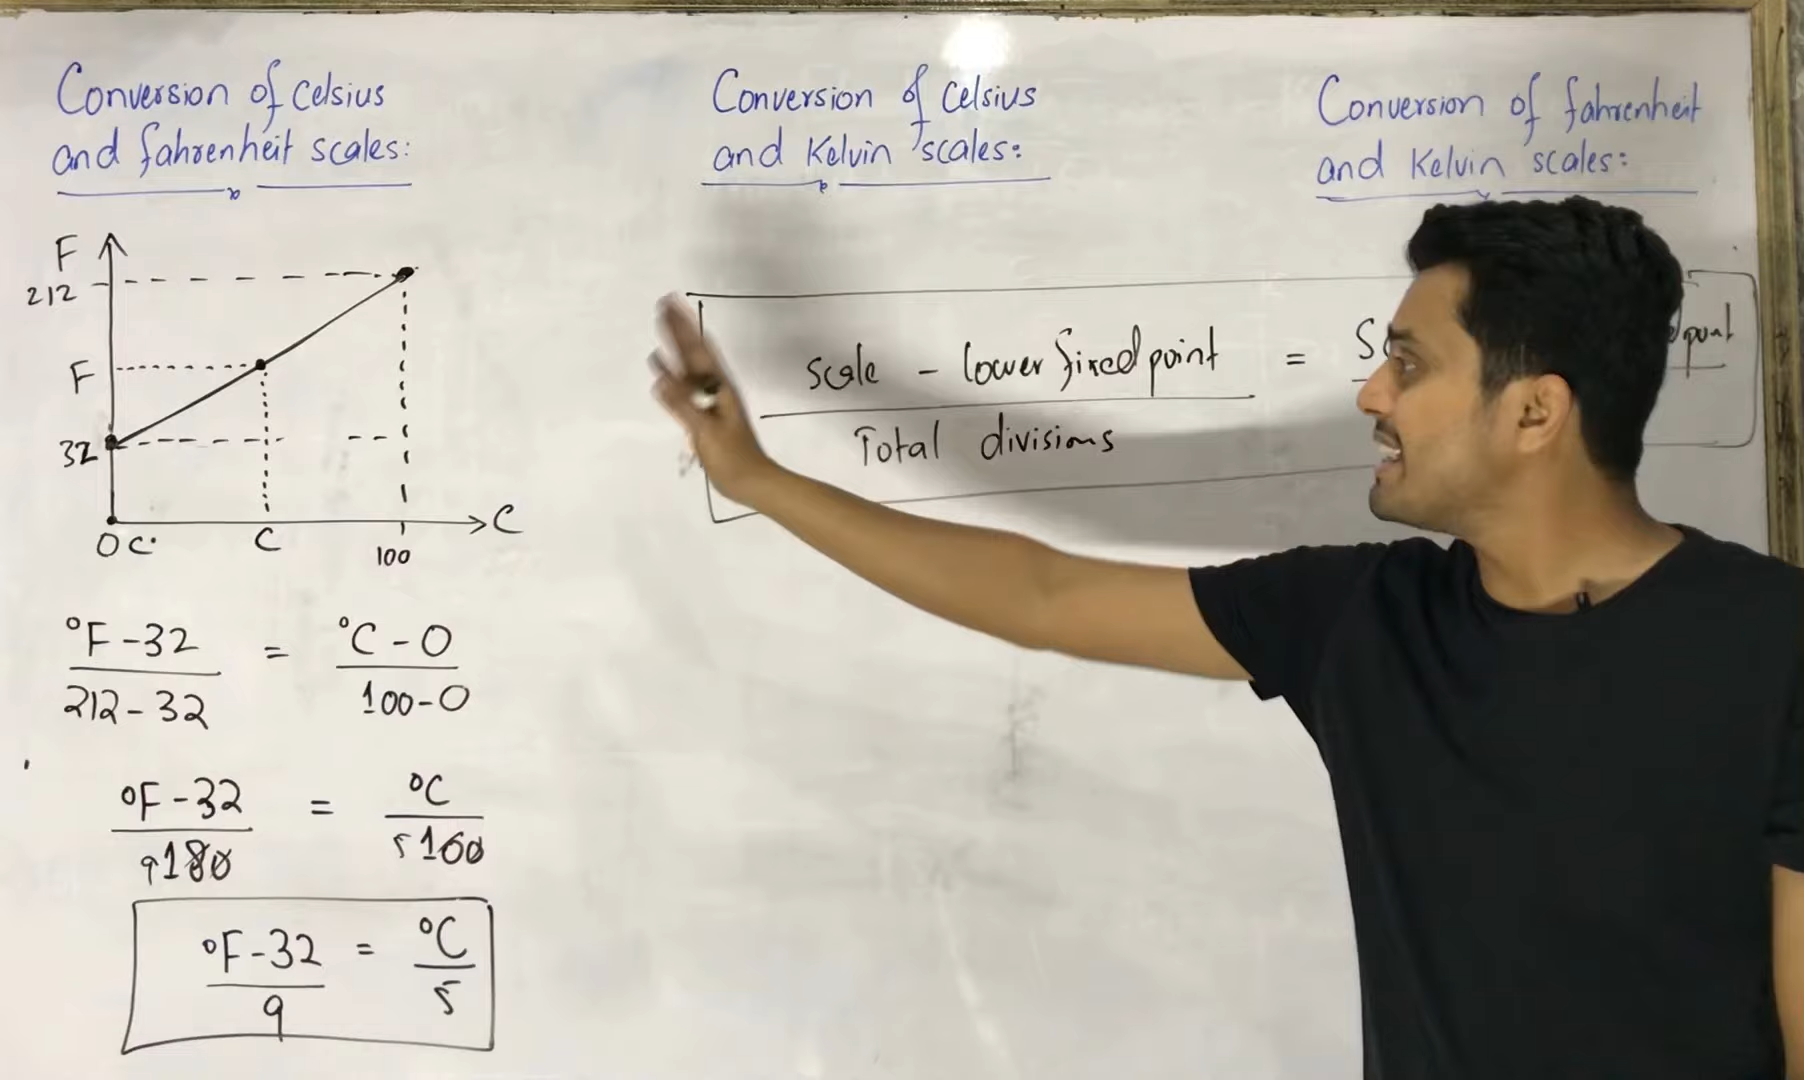 Conversion of Celsius
and fahrenheit scales:
F
212
F
32
O C
C
100
C
°F - 32 = °C - 0
212 - 32 100 - 0
°F - 32 = °C
9 180 5 100
°F - 32 = °C
9 5
Conversion of Celsius
and Kelvin scales:
Scale - lower fixed point =
Total divisions
point
Conversion of fahrenheit
and Kelvin scales: